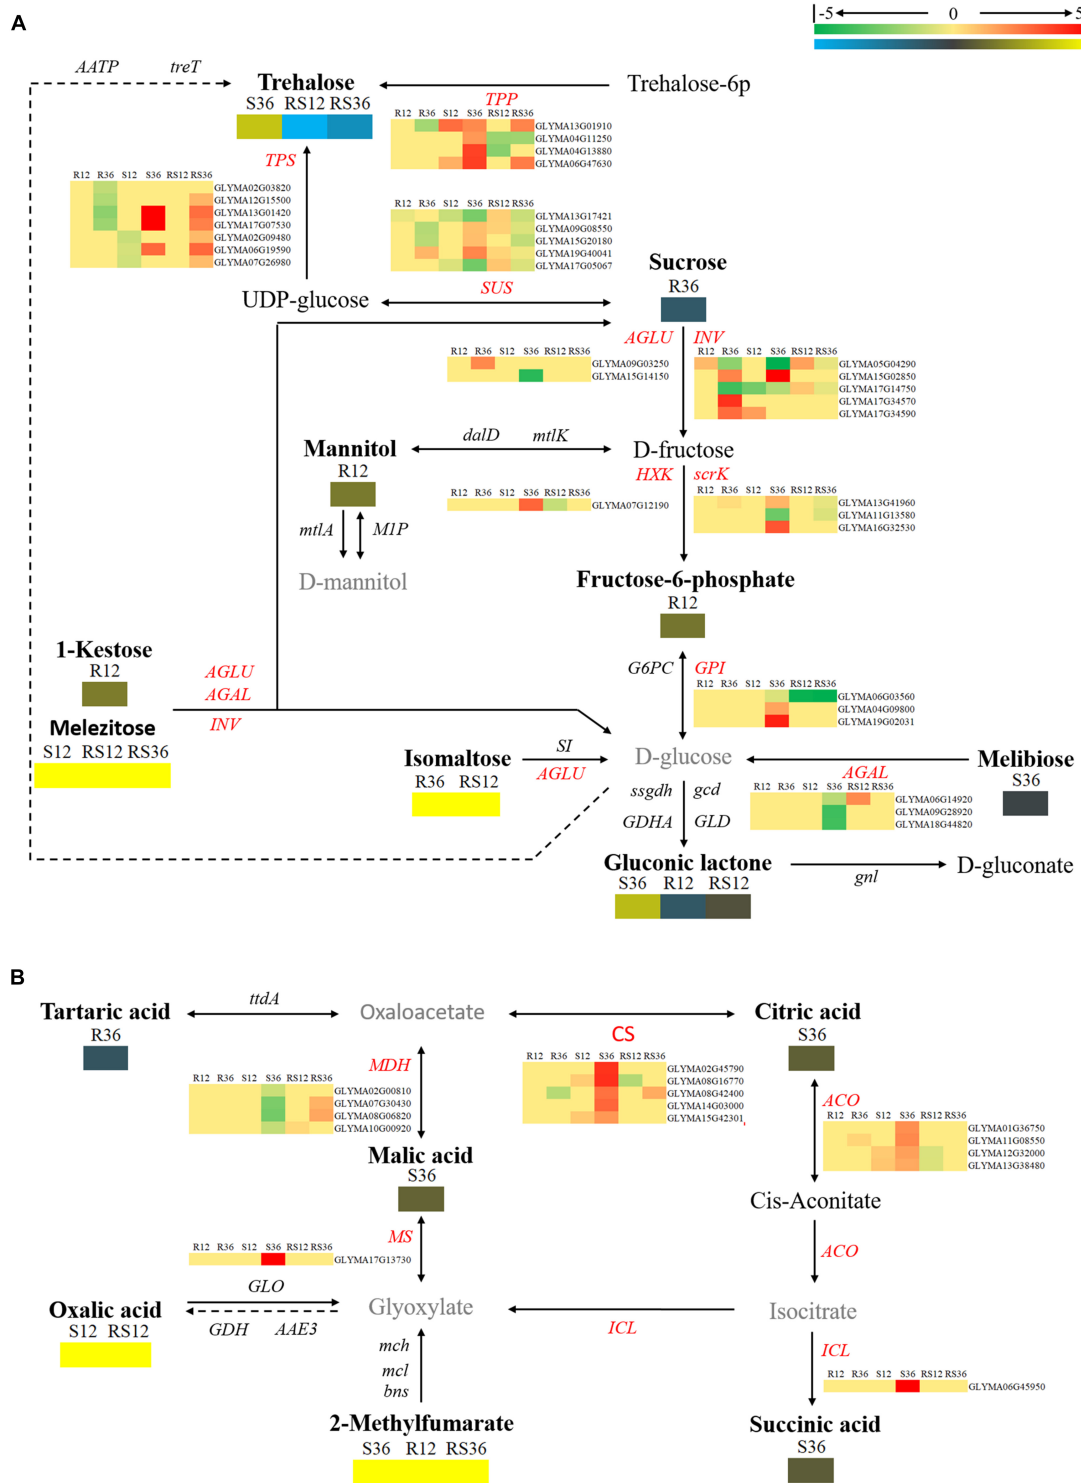 A
-5 0 5
AATP treT
Trehalose
S36 RS12 RS36
Trehalose-6p
TPP
R12 R36 S12 S36 RS12 RS36
GLYMA13G01910
GLYMA04G11250
GLYMA04G13880
GLYMA06G47630
TPS
R12 R36 S12 S36 RS12 RS36
GLYMA02G03820
GLYMA12G15500
GLYMA13G01420
GLYMA17G07530
GLYMA02G09480
GLYMA06G19590
GLYMA07G26980
R12 R36 S12 S36 RS12 RS36
GLYMA13G17421
GLYMA09G08550
GLYMA15G20180
GLYMA19G40041
GLYMA17G05067
UDP-glucose
SUS
Sucrose
R36
AGLU INV
R12 R36 S12 S36 RS12 RS36
GLYMA09G03250
GLYMA15G14150
R12 R36 S12 S36 RS12 RS36
GLYMA05G04290
GLYMA15G02850
GLYMA17G14750
GLYMA17G34570
GLYMA17G34590
Mannitol
R12
dalD mtlK
D-fructose
HXK scrK
R12 R36 S12 S36 RS12 RS36
GLYMA07G12190
R12 R36 S12 S36 RS12 RS36
GLYMA13G41960
GLYMA11G13580
GLYMA16G32530
mtlA M1P
D-mannitol
Fructose-6-phosphate
R12
1-Kestose
R12
AGLU
AGAL
INV
Melezitose
S12 RS12 RS36
G6PC GPI
R12 R36 S12 S36 RS12 RS36
GLYMA06G03560
GLYMA04G09800
GLYMA19G02031
Isomaltose
R36 RS12
SI
AGLU
D-glucose
Melibiose
S36
AGAL
R12 R36 S12 S36 RS12 RS36
GLYMA06G14920
GLYMA09G28920
GLYMA18G44820
ssgdh gcd
GDHA GLD
Gluconic lactone
S36 R12 RS12
gnl
D-gluconate
B
Tartaric acid
R36
ttdA
Oxaloacetate
CS
Citric acid
S36
MDH
R12 R36 S12 S36 RS12 RS36
GLYMA02G00810
GLYMA07G30430
GLYMA08G06820
GLYMA10G00920
R12 R36 S12 S36 RS12 RS36
GLYMA02G45790
GLYMA08G16770
GLYMA08G42400
GLYMA14G03000
GLYMA15G42301
ACO
R12 R36 S12 S36 RS12 RS36
GLYMA01G36750
GLYMA11G08550
GLYMA12G32000
GLYMA13G38480
Malic acid
S36
Cis-Aconitate
MS
R12 R36 S12 S36 RS12 RS36
GLYMA17G13730
ACO
Oxalic acid
S12 RS12
GLO
GDH AAE3
Glyoxylate
ICL
Isocitrate
mch
mcl
bns
ICL
R12 R36 S12 S36 RS12 RS36
GLYMA06G45950
2-Methylfumarate
S36 R12 RS36
Succinic acid
S36